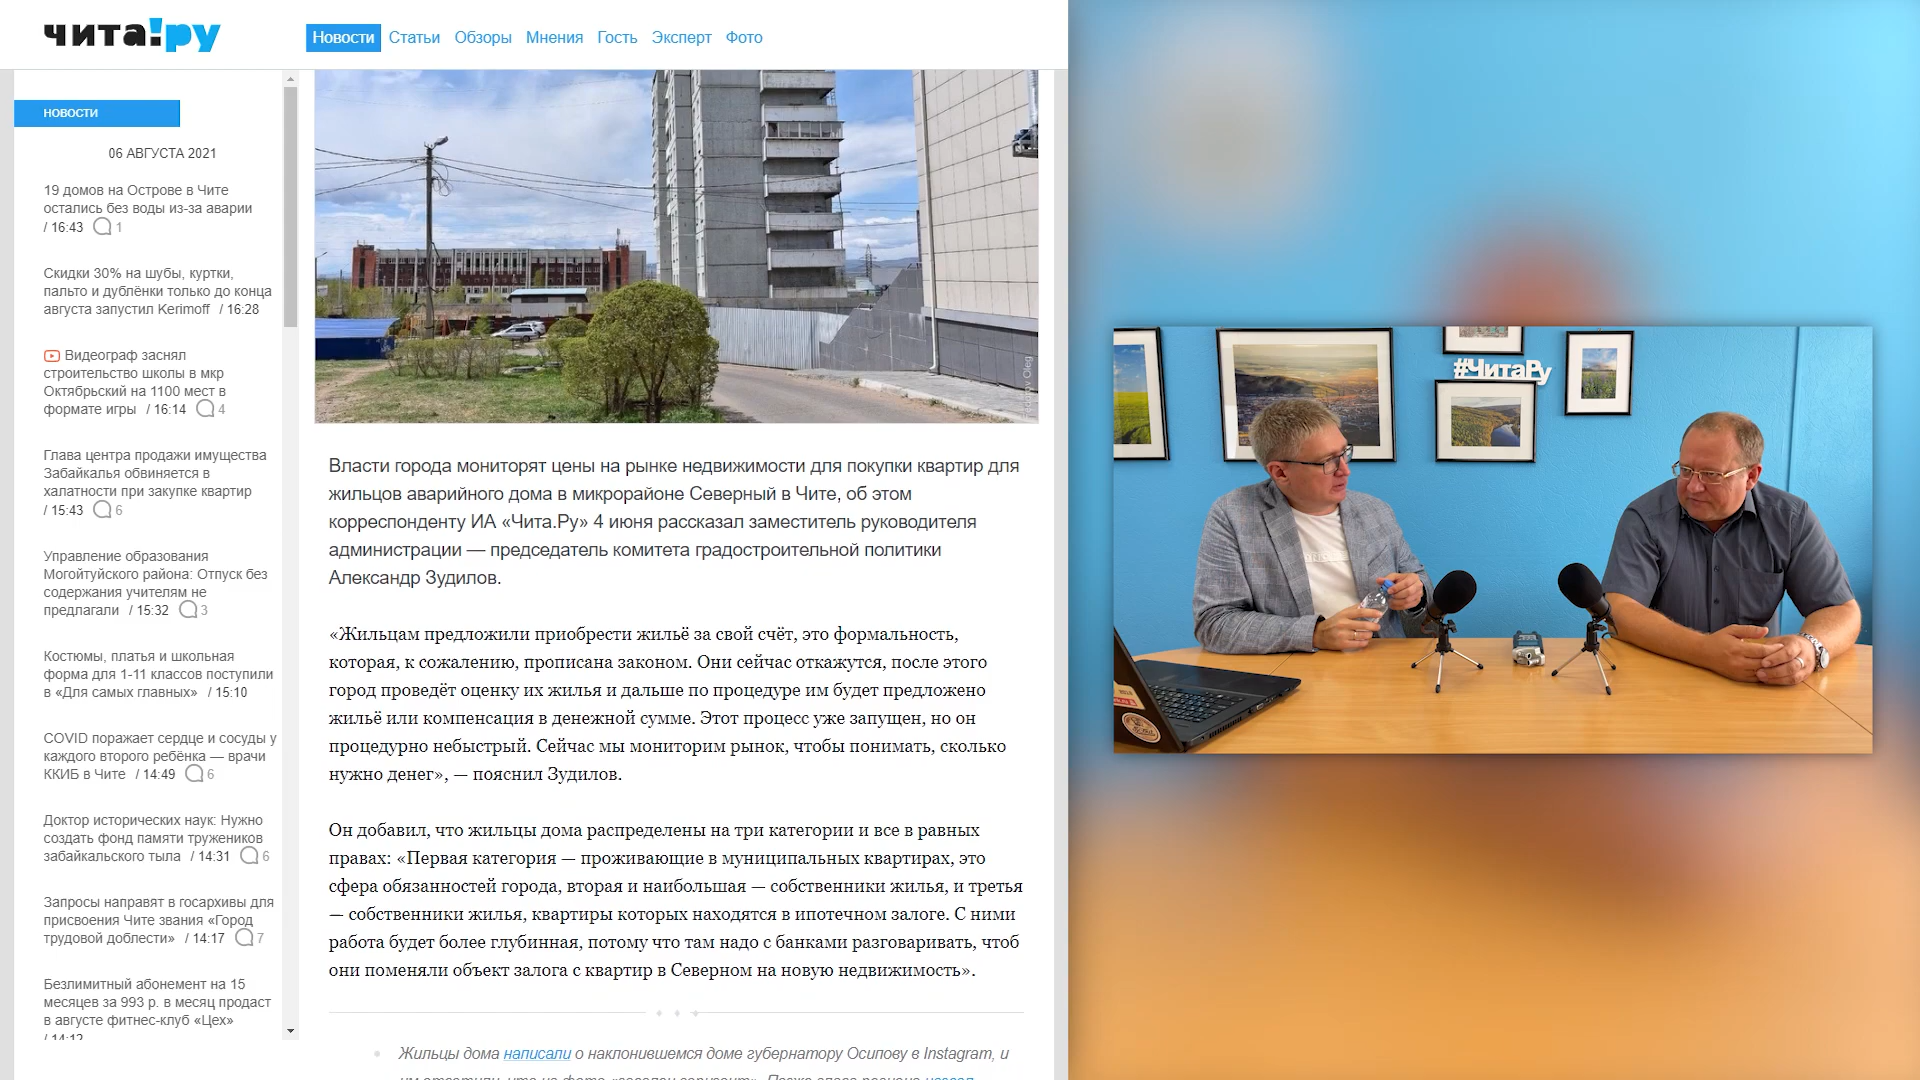 чита!ру
Новости Статьи Обзоры Мнения Гость Эксперт Фото
НОВОСТИ
06 АВГУСТА 2021
19 домов на Острове в Чите
остались без воды из-за аварии
/ 16:43 1
Скидки 30% на шубы, куртки,
пальто и дублёнки только до конца
августа запустил Kerimoff / 16:28
Видеограф заснял
строительство школы в мкр
Октябрьский на 1100 мест в
формате игры / 16:14 4
Глава центра продажи имущества
Забайкалья обвиняется в
халатности при закупке квартир
/ 15:43 6
Управление образования
Могойтуйского района: Отпуск без
содержания учителям не
предлагали / 15:32 3
Костюмы, платья и школьная
форма для 1-11 классов поступили
в «Для самых главных» / 15:10
COVID поражает сердце и сосуды у
каждого второго ребёнка — врачи
ККИБ в Чите / 14:49 6
Доктор исторических наук: Нужно
создать фонд памяти тружеников
забайкальского тыла / 14:31 6
Запросы направят в госархивы для
присвоения Чите звания «Город
трудовой доблести» / 14:17 7
Безлимитный абонемент на 15
месяцев за 993 р. в месяц продаст
в августе фитнес-клуб «Цех»
/ 14:12
Власти города мониторят цены на рынке недвижимости для покупки квартир для
жильцов аварийного дома в микрорайоне Северный в Чите, об этом
корреспонденту ИА «Чита.Ру» 4 июня рассказал заместитель руководителя
администрации — председатель комитета градостроительной политики
Александр Зудилов.
«Жильцам предложили приобрести жильё за свой счёт, это формальность,
которая, к сожалению, прописана законом. Они сейчас откажутся, после этого
город проведёт оценку их жилья и дальше по процедуре им будет предложено
жильё или компенсация в денежной сумме. Этот процесс уже запущен, но он
процедурно небыстрый. Сейчас мы мониторим рынок, чтобы понимать, сколько
нужно денег», — пояснил Зудилов.
Он добавил, что жильцы дома распределены на три категории и все в равных
правах: «Первая категория — проживающие в муниципальных квартирах, это
сфера обязанностей города, вторая и наибольшая — собственники жилья, и третья
— собственники жилья, квартиры которых находятся в ипотечном залоге. С ними
работа будет более глубинная, потому что там надо с банками разговаривать, чтоб
они поменяли объект залога с квартир в Северном на новую недвижимость».
Жильцы дома написали о наклонившемся доме губернатору Осипову в Instagram, и
#ЧитаРу